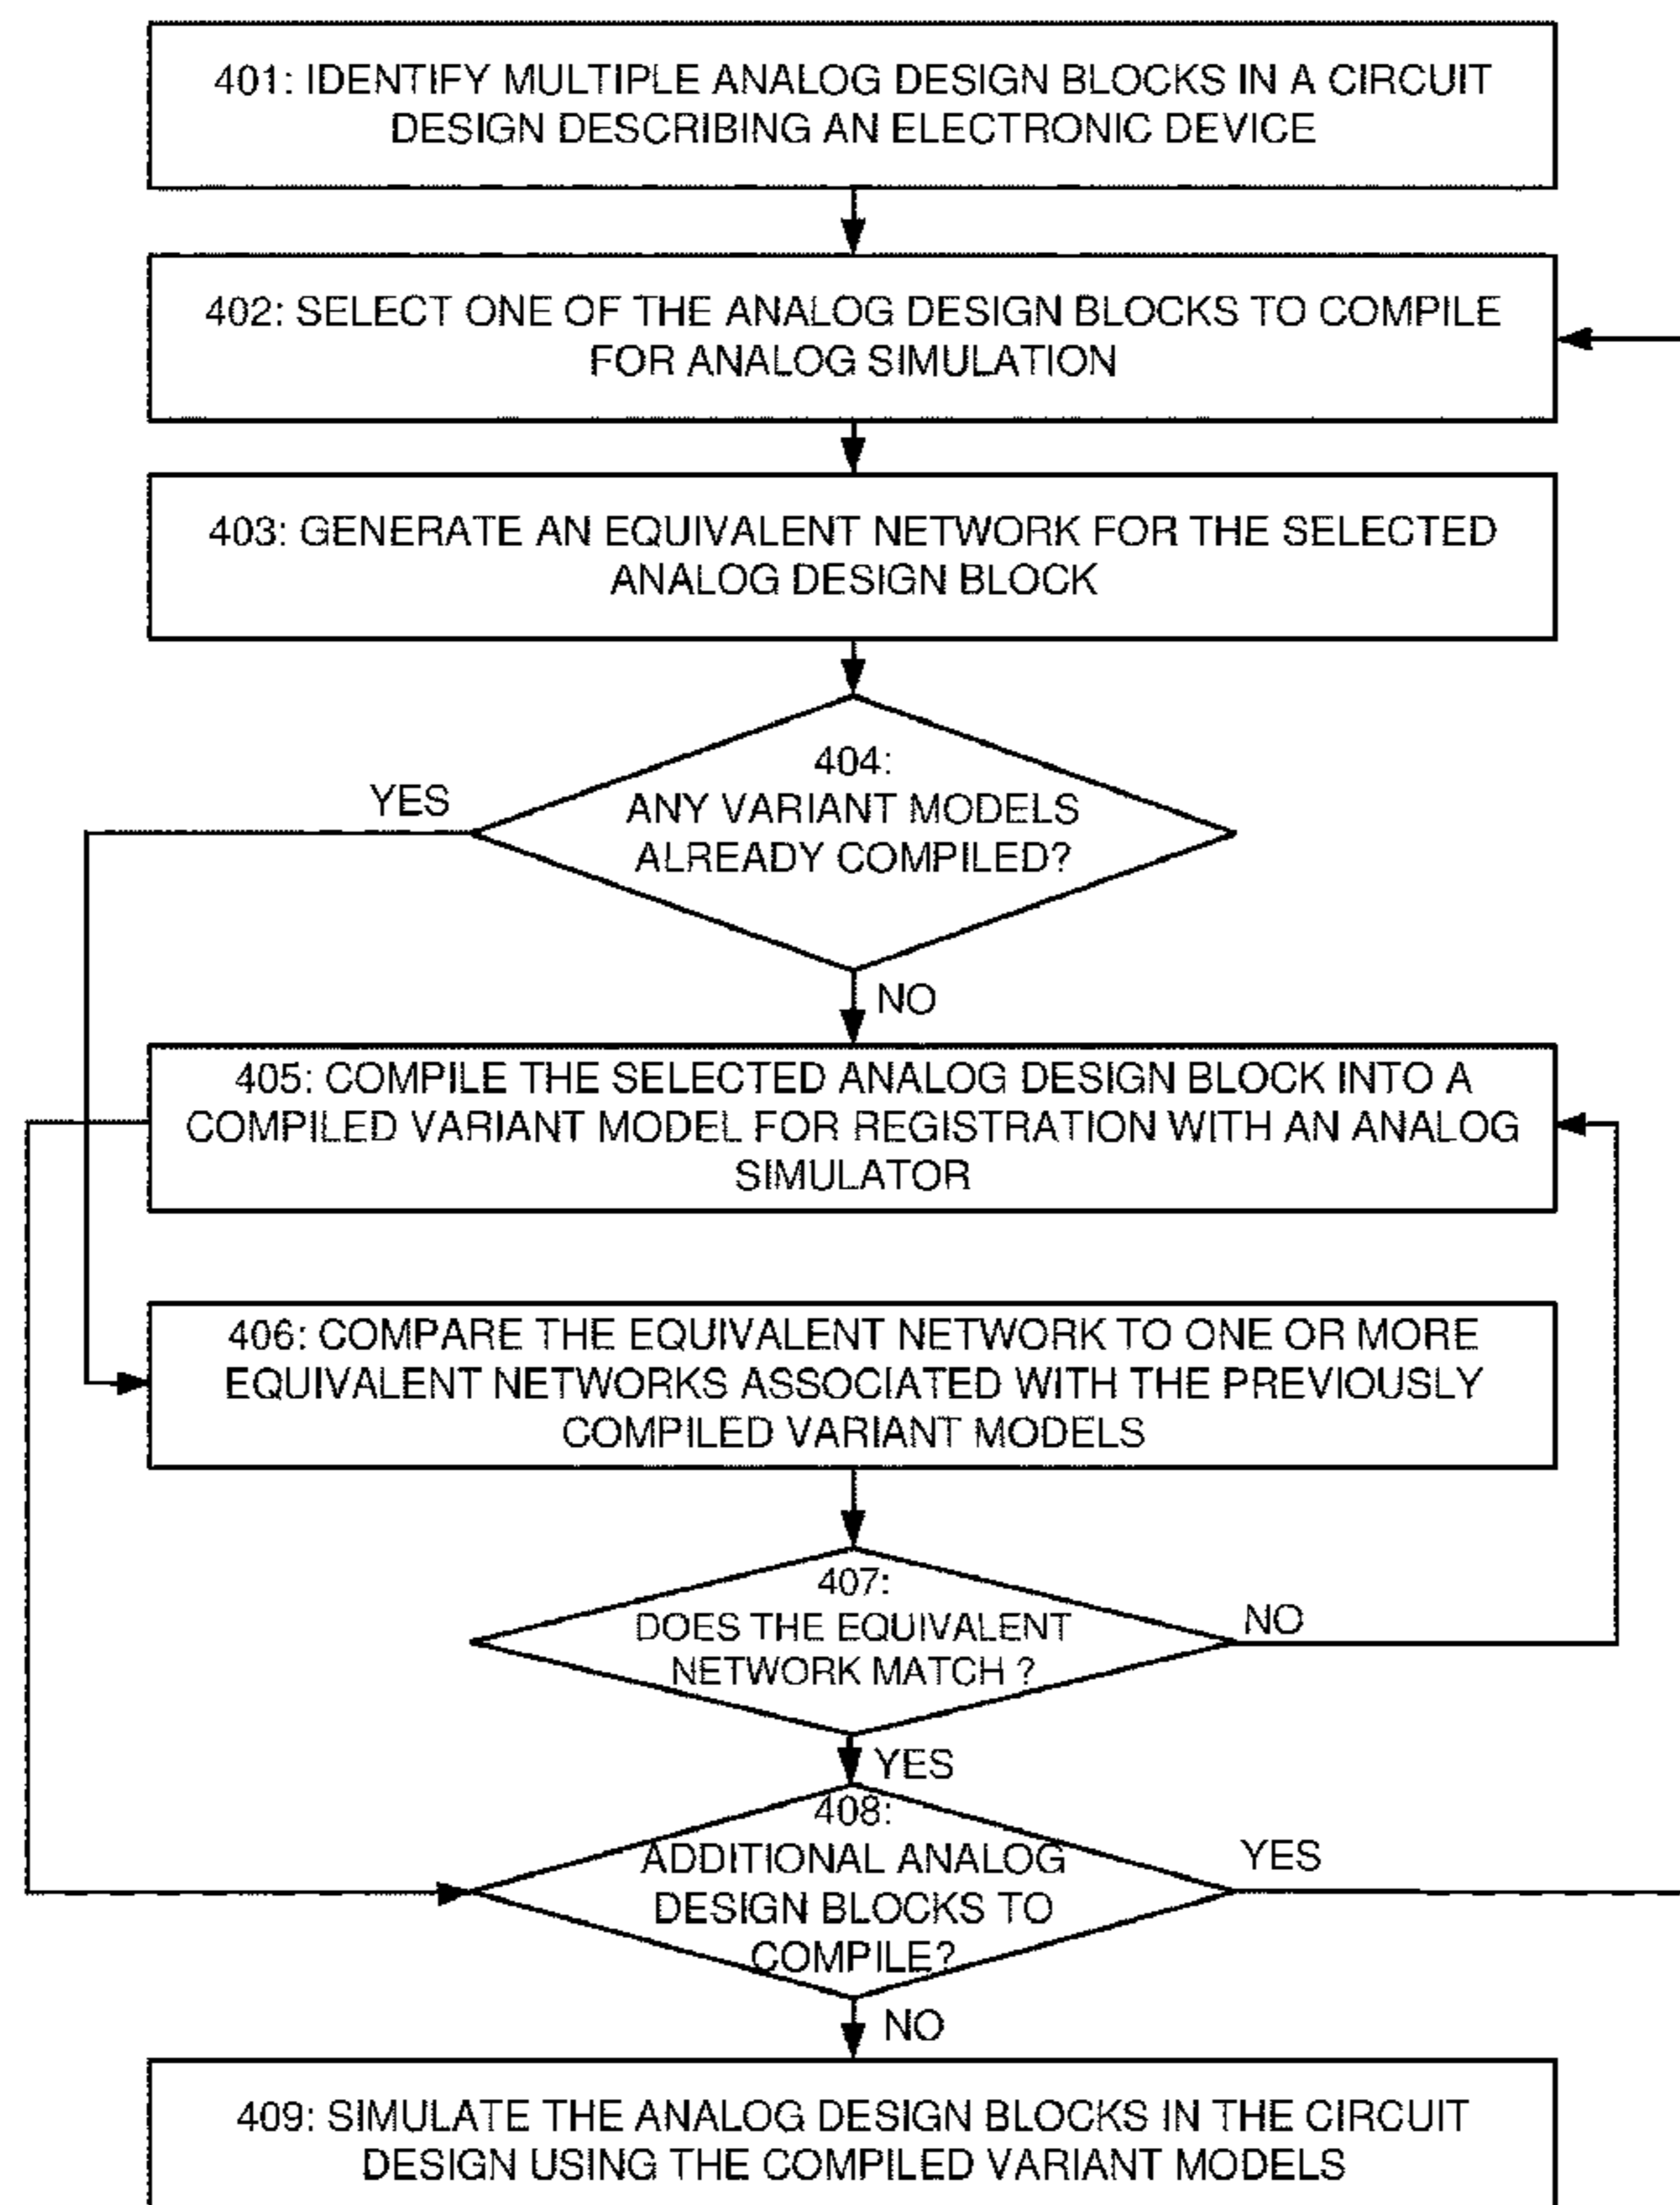 401: IDENTIFY MULTIPLE ANALOG DESIGN BLOCKS IN A CIRCUIT
DESIGN DESCRIBING AN ELECTRONIC DEVICE
402: SELECT ONE OF THE ANALOG DESIGN BLOCKS TO COMPILE
FOR ANALOG SIMULATION
403: GENERATE AN EQUIVALENT NETWORK FOR THE SELECTED
ANALOG DESIGN BLOCK
404:
YES
ANY VARIANT MODELS
ALREADY COMPILED?
NO
405: COMPILE THE SELECTED ANALOG DESIGN BLOCK INTO A
COMPILED VARIANT MODEL FOR REGISTRATION WITH AN ANALOG
SIMULATOR
406: COMPARE THE EQUIVALENT NETWORK TO ONE OR MORE
EQUIVALENT NETWORKS ASSOCIATED WITH THE PREVIOUSLY
COMPILED VARIANT MODELS
407:
DOES THE EQUIVALENT
NETWORK MATCH ?
NO
YES
408:
ADDITIONAL ANALOG
DESIGN BLOCKS TO
COMPILE?
YES
NO
409: SIMULATE THE ANALOG DESIGN BLOCKS IN THE CIRCUIT
DESIGN USING THE COMPILED VARIANT MODELS